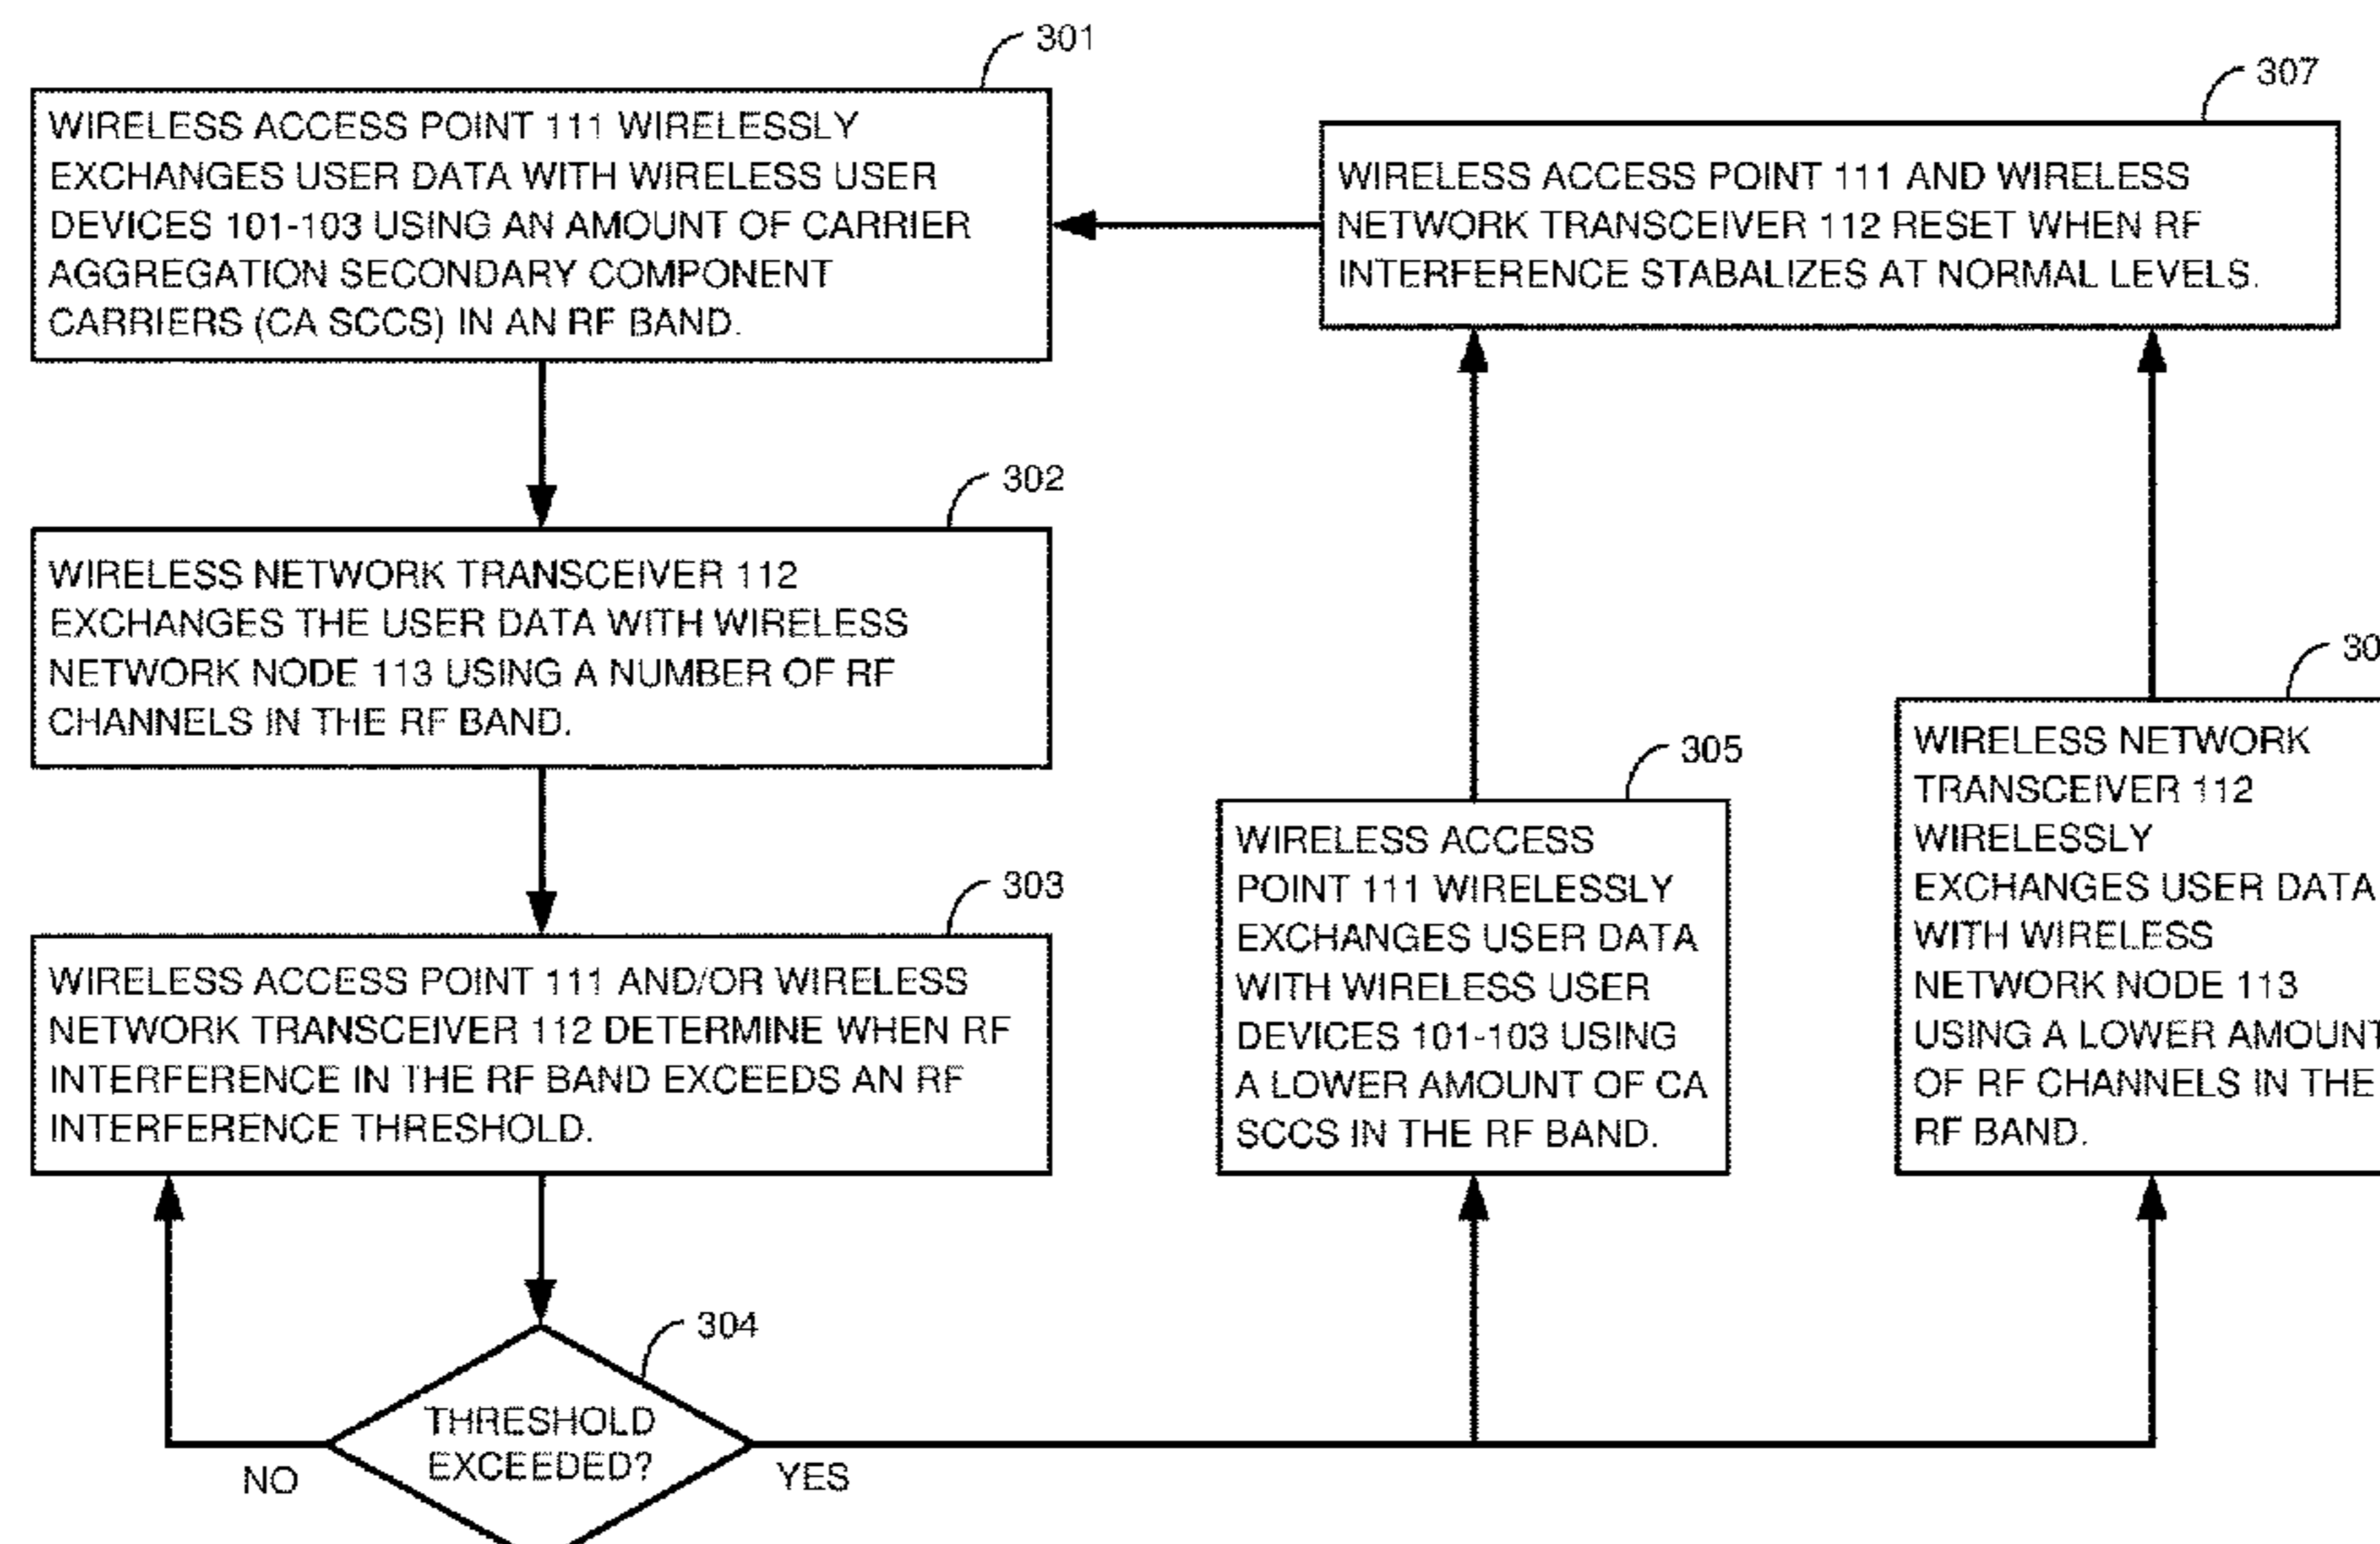 301
WIRELESS ACCESS POINT 111 WIRELESSLY
EXCHANGES USER DATA WITH WIRELESS USER
DEVICES 101-103 USING AN AMOUNT OF CARRIER
AGGREGATION SECONDARY COMPONENT
CARRIERS (CA SCCS) IN AN RF BAND.
302
WIRELESS NETWORK TRANSCEIVER 112
EXCHANGES THE USER DATA WITH WIRELESS
NETWORK NODE 113 USING A NUMBER OF RF
CHANNELS IN THE RF BAND.
303
WIRELESS ACCESS POINT 111 AND/OR WIRELESS
NETWORK TRANSCEIVER 112 DETERMINE WHEN RF
INTERFERENCE IN THE RF BAND EXCEEDS AN RF
INTERFERENCE THRESHOLD.
304
THRESHOLD
EXCEEDED?
NO
YES
305
WIRELESS ACCESS
POINT 111 WIRELESSLY
EXCHANGES USER DATA
WITH WIRELESS USER
DEVICES 101-103 USING
A LOWER AMOUNT OF CA
SCCS IN THE RF BAND.
WIRELESS NETWORK
TRANSCEIVER 112
WIRELESSLY
EXCHANGES USER DATA
WITH WIRELESS
NETWORK NODE 113
USING A LOWER AMOUNT
OF RF CHANNELS IN THE
RF BAND.
307
WIRELESS ACCESS POINT 111 AND WIRELESS
NETWORK TRANSCEIVER 112 RESET WHEN RF
INTERFERENCE STABALIZES AT NORMAL LEVELS.